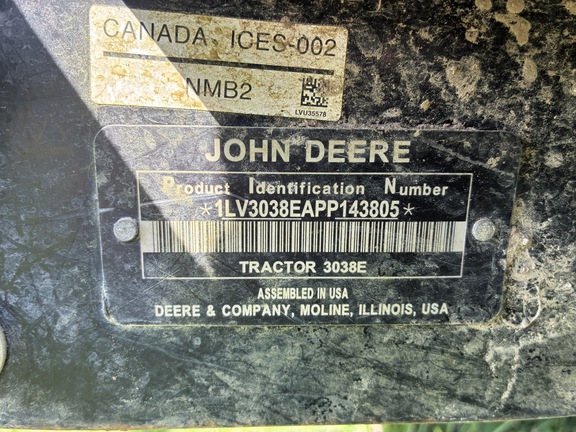 CANADA ICES-002
NMB2
LVU35578
JOHN DEERE
Product Identification Number
*1LV3038EAPP143805*
TRACTOR 3038E
ASSEMBLED IN USA
DEERE & COMPANY, MOLINE, ILLINOIS, USA